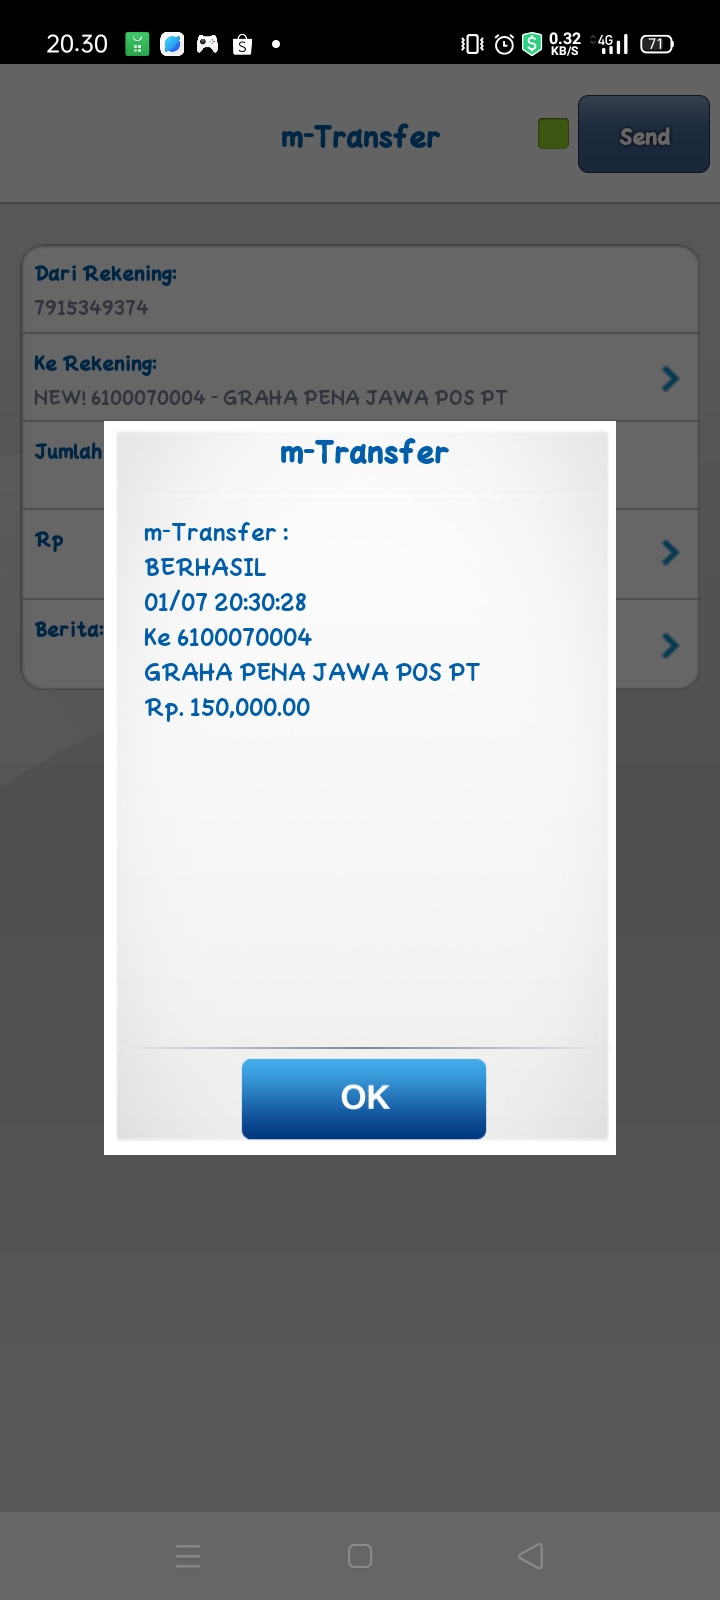 20.30
0.32
KB/S
4G
71
m-Transfer
Send
Dari Rekening:
7915349374
Ke Rekening:
NEW! 6100070004 - GRAHA PENA JAWA POS PT
Jumlah
Rp
Berita:
m-Transfer
m-Transfer :
BERHASIL
01/07 20:30:28
Ke 6100070004
GRAHA PENA JAWA POS PT
Rp. 150,000.00
OK